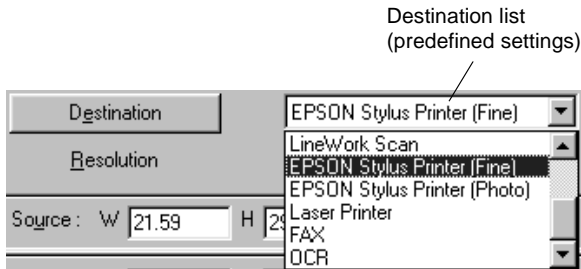 Destination list
(predefined settings)
Destination EPSON Stylus Printer (Fine)
LineWork Scan
Resolution EPSON Stylus Printer (Fine)
EPSON Stylus Printer (Photo)
Source: W 21.59 H 29 Laser Printer
FAX
OCR